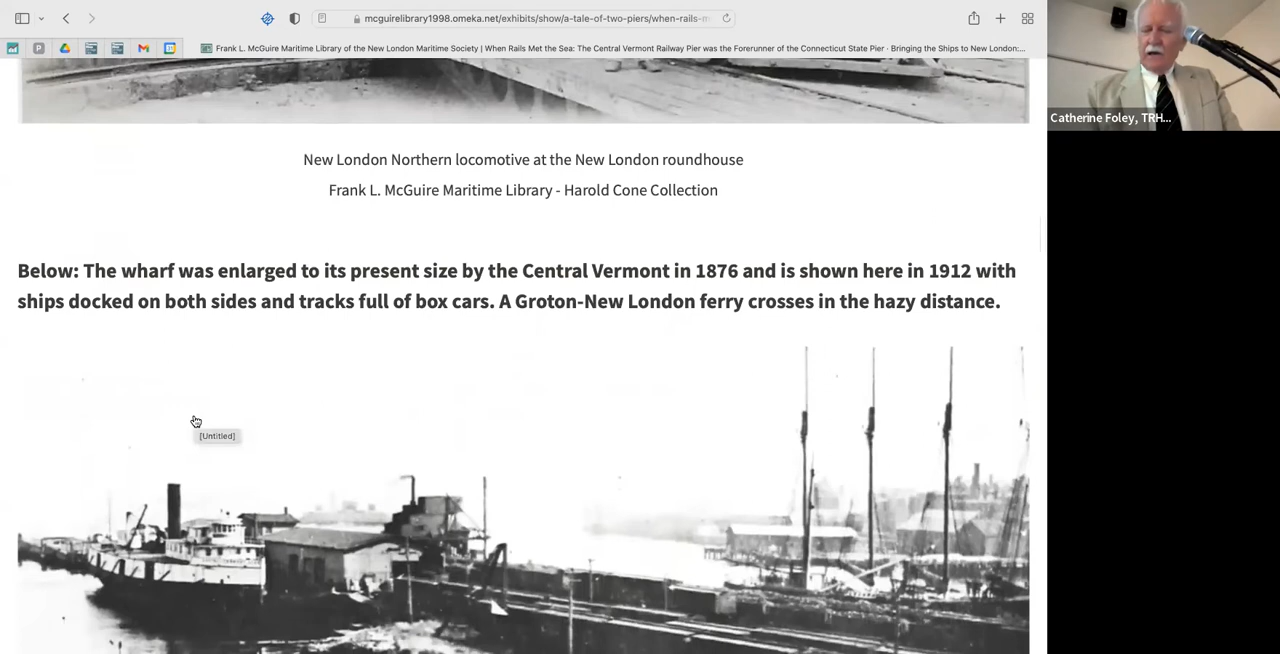 mcguirelibrary1998.omeka.net/exhibits/show/a-tale-of-two-piers/when-rails-m
Frank L. McGuire Maritime Library of the New London Maritime Society | When Rails Met the Sea: The Central Vermont Railway Pier was the Forerunner of the Connecticut State Pier · Bringing the Ships to New London:...
Catherine Foley, TRH...
New London Northern locomotive at the New London roundhouse
Frank L. McGuire Maritime Library - Harold Cone Collection
Below: The wharf was enlarged to its present size by the Central Vermont in 1876 and is shown here in 1912 with
ships docked on both sides and tracks full of box cars. A Groton-New London ferry crosses in the hazy distance.
[Untitled]